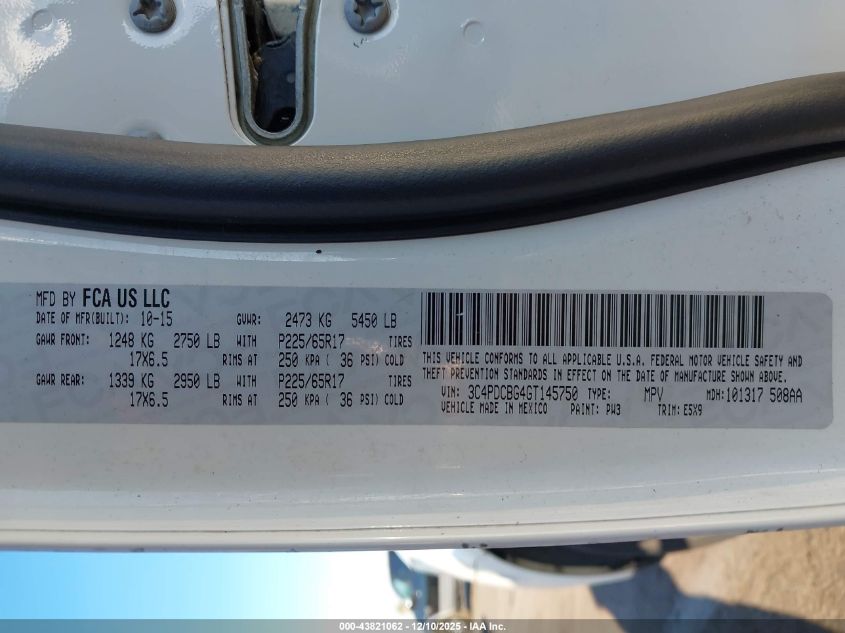 MFD BY FCA US LLC
DATE OF MFR(BUILT): 10-15 GVWR: 2473 KG 5450 LB
GAWR FRONT: 1248 KG 2750 LB WITH P225/65R17 TIRES
17X6.5 RIMS AT 250 KPA ( 36 PSI) COLD
GAWR REAR: 1339 KG 2950 LB WITH P225/65R17 TIRES
17X6.5 RIMS AT 250 KPA ( 36 PSI) COLD
THIS VEHICLE CONFORMS TO ALL APPLICABLE U.S.A. FEDERAL MOTOR VEHICLE SAFETY AND
THEFT PREVENTION STANDARDS IN EFFECT ON THE DATE OF MANUFACTURE SHOWN ABOVE.
VIN: 3C4PDCBG4GT145750 TYPE: MPV MDH:101317 508AA
VEHICLE MADE IN MEXICO PAINT: PW3 TRIM: E5X9
000-43821062 - 12/10/2025 - IAA Inc.